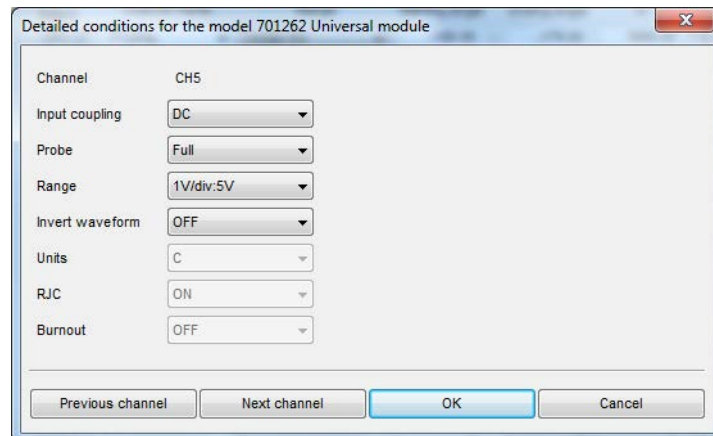 Detailed conditions for the model 701262 Universal module
Channel CH5
Input coupling DC
Probe Full
Range 1V/div:5V
Invert waveform OFF
Units C
RJC ON
Burnout OFF
Previous channel Next channel OK Cancel